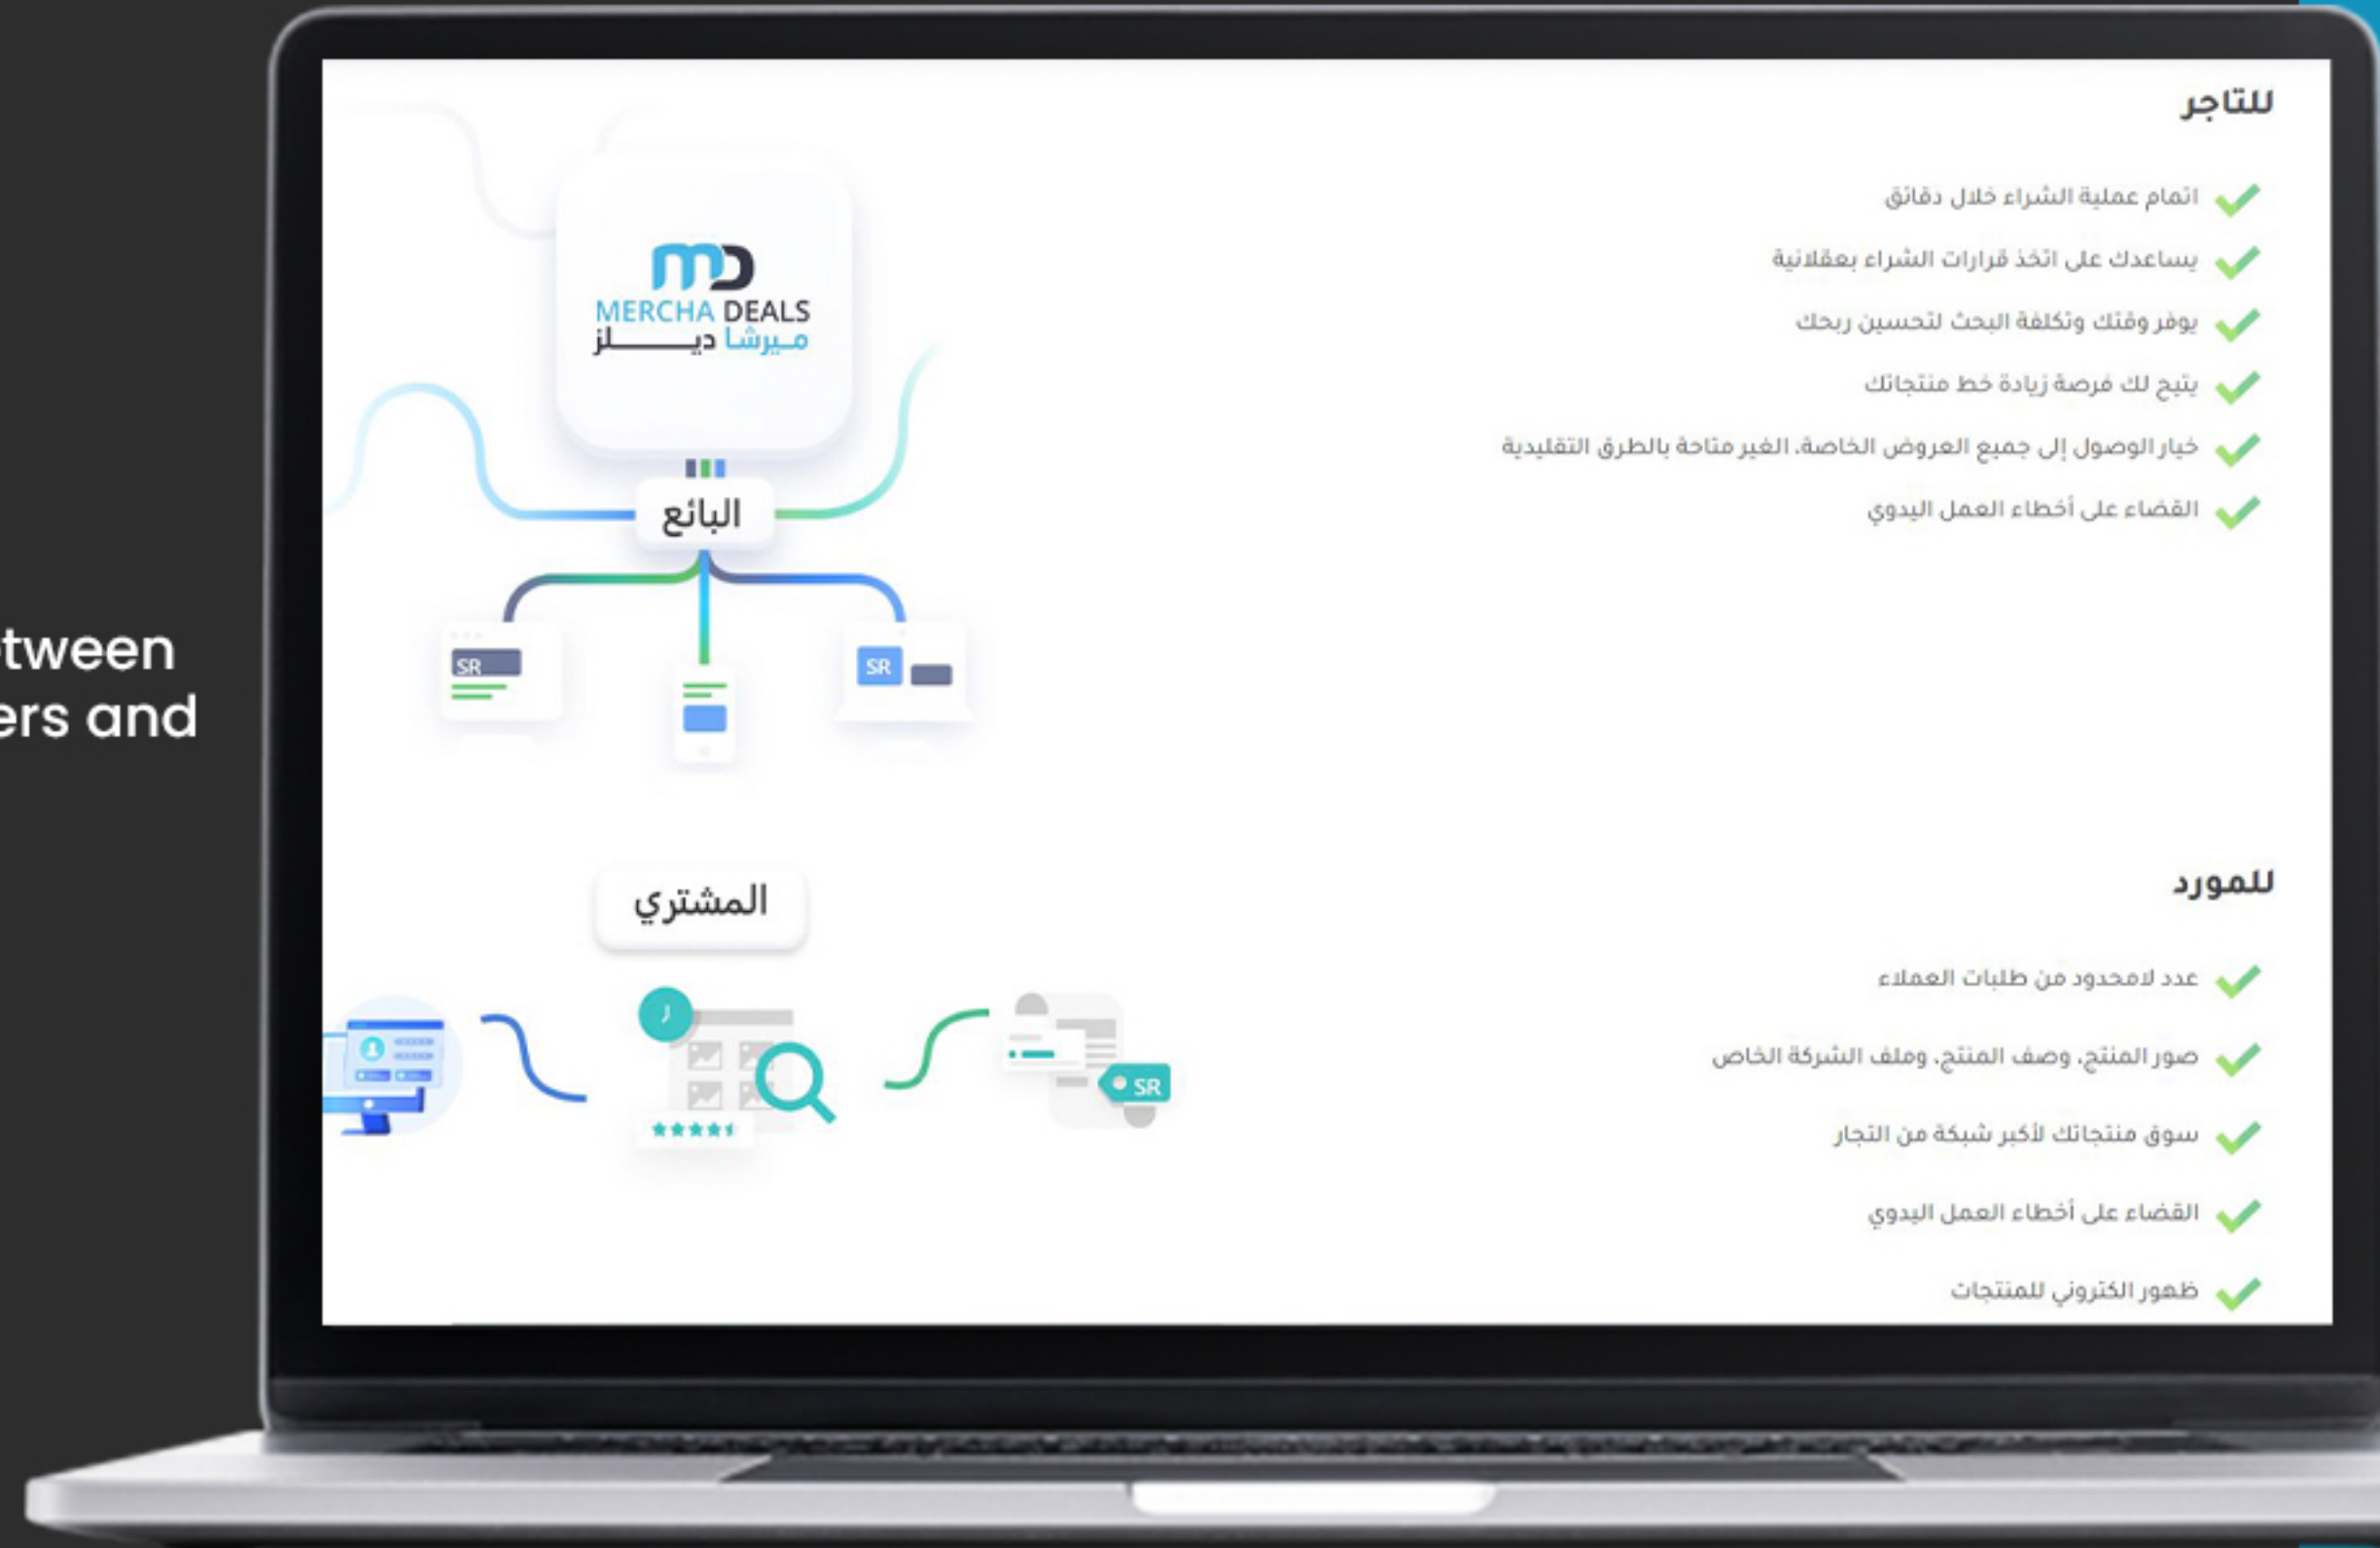 للتاجر
اتمام عملية الشراء خلال دقائق
يساعدك على اتخذ قرارات الشراء بعقلانية
يوفر وقتك وتكلفة البحث لتحسين ربحك
يتيح لك فرصة زيادة خط منتجاتك
خيار الوصول إلى جميع العروض الخاصة، الغير متاحة بالطرق التقليدية
القضاء على أخطاء العمل اليدوي
MERCHA DEALS
ميرشا ديلز
البائع
SR
SR
etween
ers and
للمورد
عدد لامحدود من طلبات العملاء
صور المنتج، وصف المنتج، وملف الشركة الخاص
سوق منتجاتك لأكبر شبكة من التجار
القضاء على أخطاء العمل اليدوي
ظهور الكتروني للمنتجات
المشتري
SR